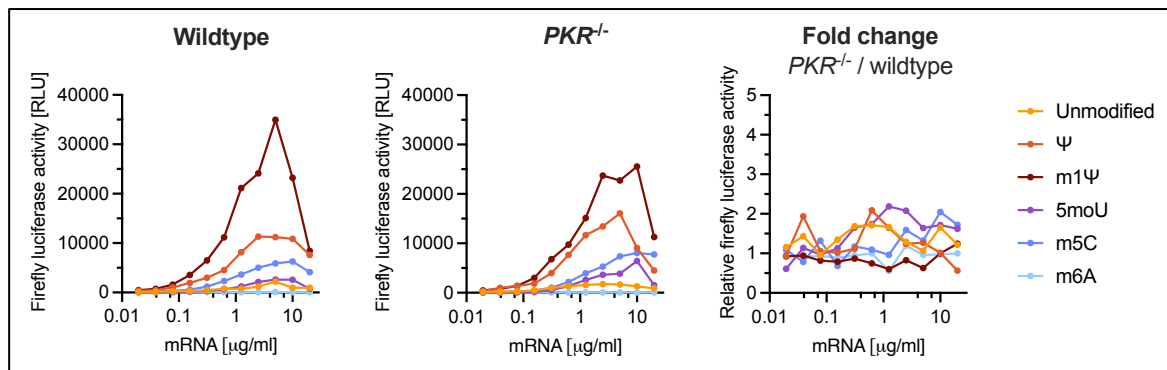 Wildtype
Firefly luciferase activity [RLU]
40000
30000
20000
10000
0
0.01
0.1
1
10
mRNA [µg/ml]
PKR-/-
Firefly luciferase activity [RLU]
40000
30000
20000
10000
0
0.01
0.1
1
10
mRNA [µg/ml]
Fold change
PKR-/- / wildtype
Relative firefly luciferase activity
5
4
3
2
1
0
0.01
0.1
1
10
mRNA [µg/ml]
Unmodified
Ψ
m1Ψ
5moU
m5C
m6A